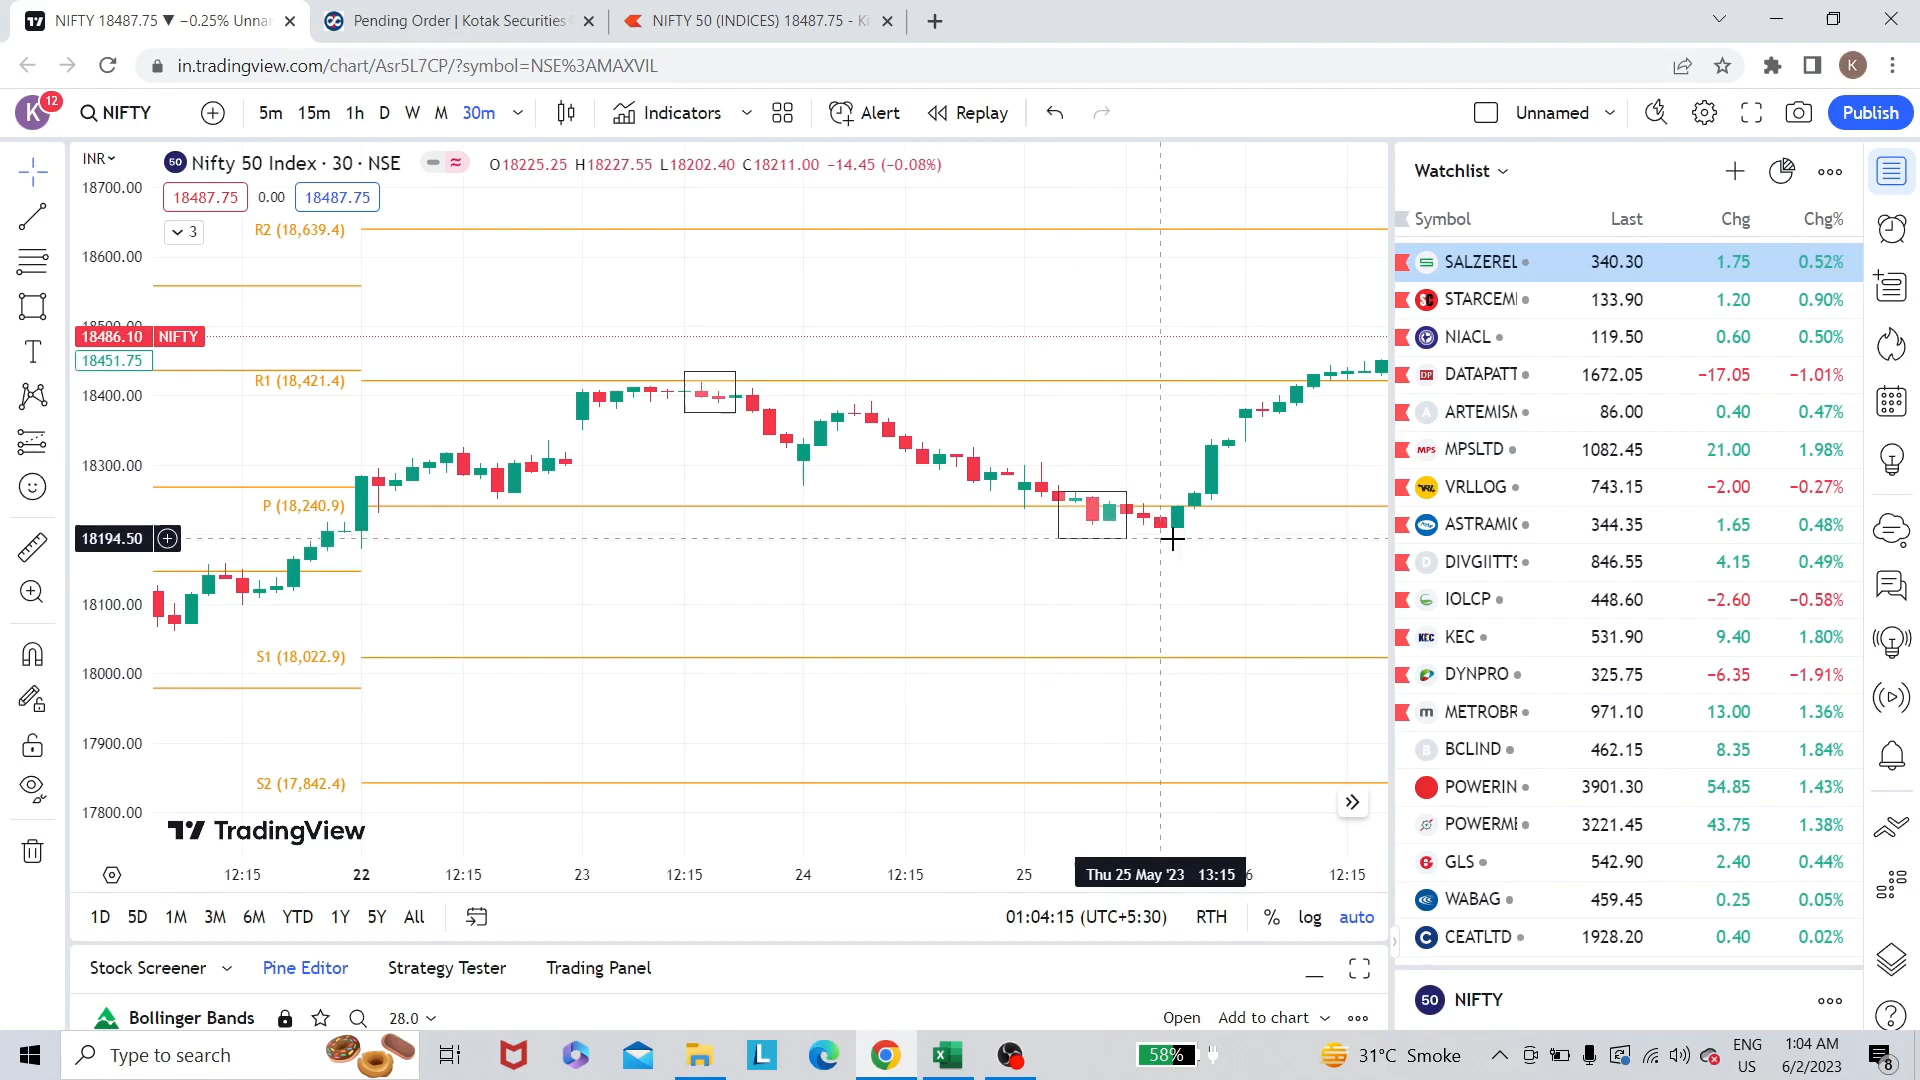 NIFTY 18487.75 ▼ −0.25% Unna
Pending Order | Kotak Securities
NIFTY 50 (INDICES) 18487.75 - Ki
in.tradingview.com/chart/Asr5L7CP/?symbol=NSE%3AMAXVIL
K
K 12 NIFTY 5m 15m 1h D W M 30m Indicators Alert Replay Unnamed Publish
INR
50 Nifty 50 Index · 30 · NSE O18225.25 H18227.55 L18202.40 C18211.00 −14.45 (−0.08%)
18487.75 0.00 18487.75
3
18700.00
R2 (18,639.4)
18600.00
18500.00
18486.10 NIFTY
18451.75
R1 (18,421.4)
18400.00
18300.00
P (18,240.9)
18194.50
18100.00
S1 (18,022.9)
18000.00
17900.00
S2 (17,842.4)
17800.00
TradingView
12:15 22 12:15 23 12:15 24 12:15 25 Thu 25 May '23 13:15 6 12:15
1D 5D 1M 3M 6M YTD 1Y 5Y All 01:04:15 (UTC+5:30) RTH % log auto
Stock Screener Pine Editor Strategy Tester Trading Panel
Bollinger Bands 28.0 Open Add to chart
Watchlist
Symbol Last Chg Chg%
SALZEREL 340.30 1.75 0.52%
STARCEM 133.90 1.20 0.90%
NIACL 119.50 0.60 0.50%
DP DATAPATT 1672.05 −17.05 −1.01%
A ARTEMISM 86.00 0.40 0.47%
MPS MPSLTD 1082.45 21.00 1.98%
VRL VRLLOG 743.15 −2.00 −0.27%
ASTRAMIC 344.35 1.65 0.48%
D DIVGIITTS 846.55 4.15 0.49%
IOLCP 448.60 −2.60 −0.58%
KEC KEC 531.90 9.40 1.80%
DYNPRO 325.75 −6.35 −1.91%
m METROBR 971.10 13.00 1.36%
B BCLIND 462.15 8.35 1.84%
POWERIN 3901.30 54.85 1.43%
POWERME 3221.45 43.75 1.38%
GLS 542.90 2.40 0.44%
WABAG 459.45 0.25 0.05%
C CEATLTD 1928.20 0.40 0.02%
50 NIFTY
Type to search
L
58%
31°C Smoke
ENG
US
1:04 AM
6/2/2023
8